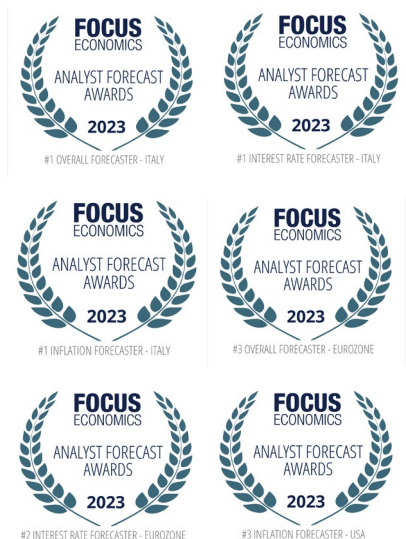 FOCUS
ECONOMICS
ANALYST FORECAST
AWARDS
2023
#1 OVERALL FORECASTER - ITALY
FOCUS
ECONOMICS
ANALYST FORECAST
AWARDS
2023
#1 INTEREST RATE FORECASTER - ITALY
FOCUS
ECONOMICS
ANALYST FORECAST
AWARDS
2023
#1 INFLATION FORECASTER - ITALY
FOCUS
ECONOMICS
ANALYST FORECAST
AWARDS
2023
#3 OVERALL FORECASTER - EUROZONE
FOCUS
ECONOMICS
ANALYST FORECAST
AWARDS
2023
#2 INTEREST RATE FORECASTER - EUROZONE
FOCUS
ECONOMICS
ANALYST FORECAST
AWARDS
2023
#3 INFLATION FORECASTER - USA